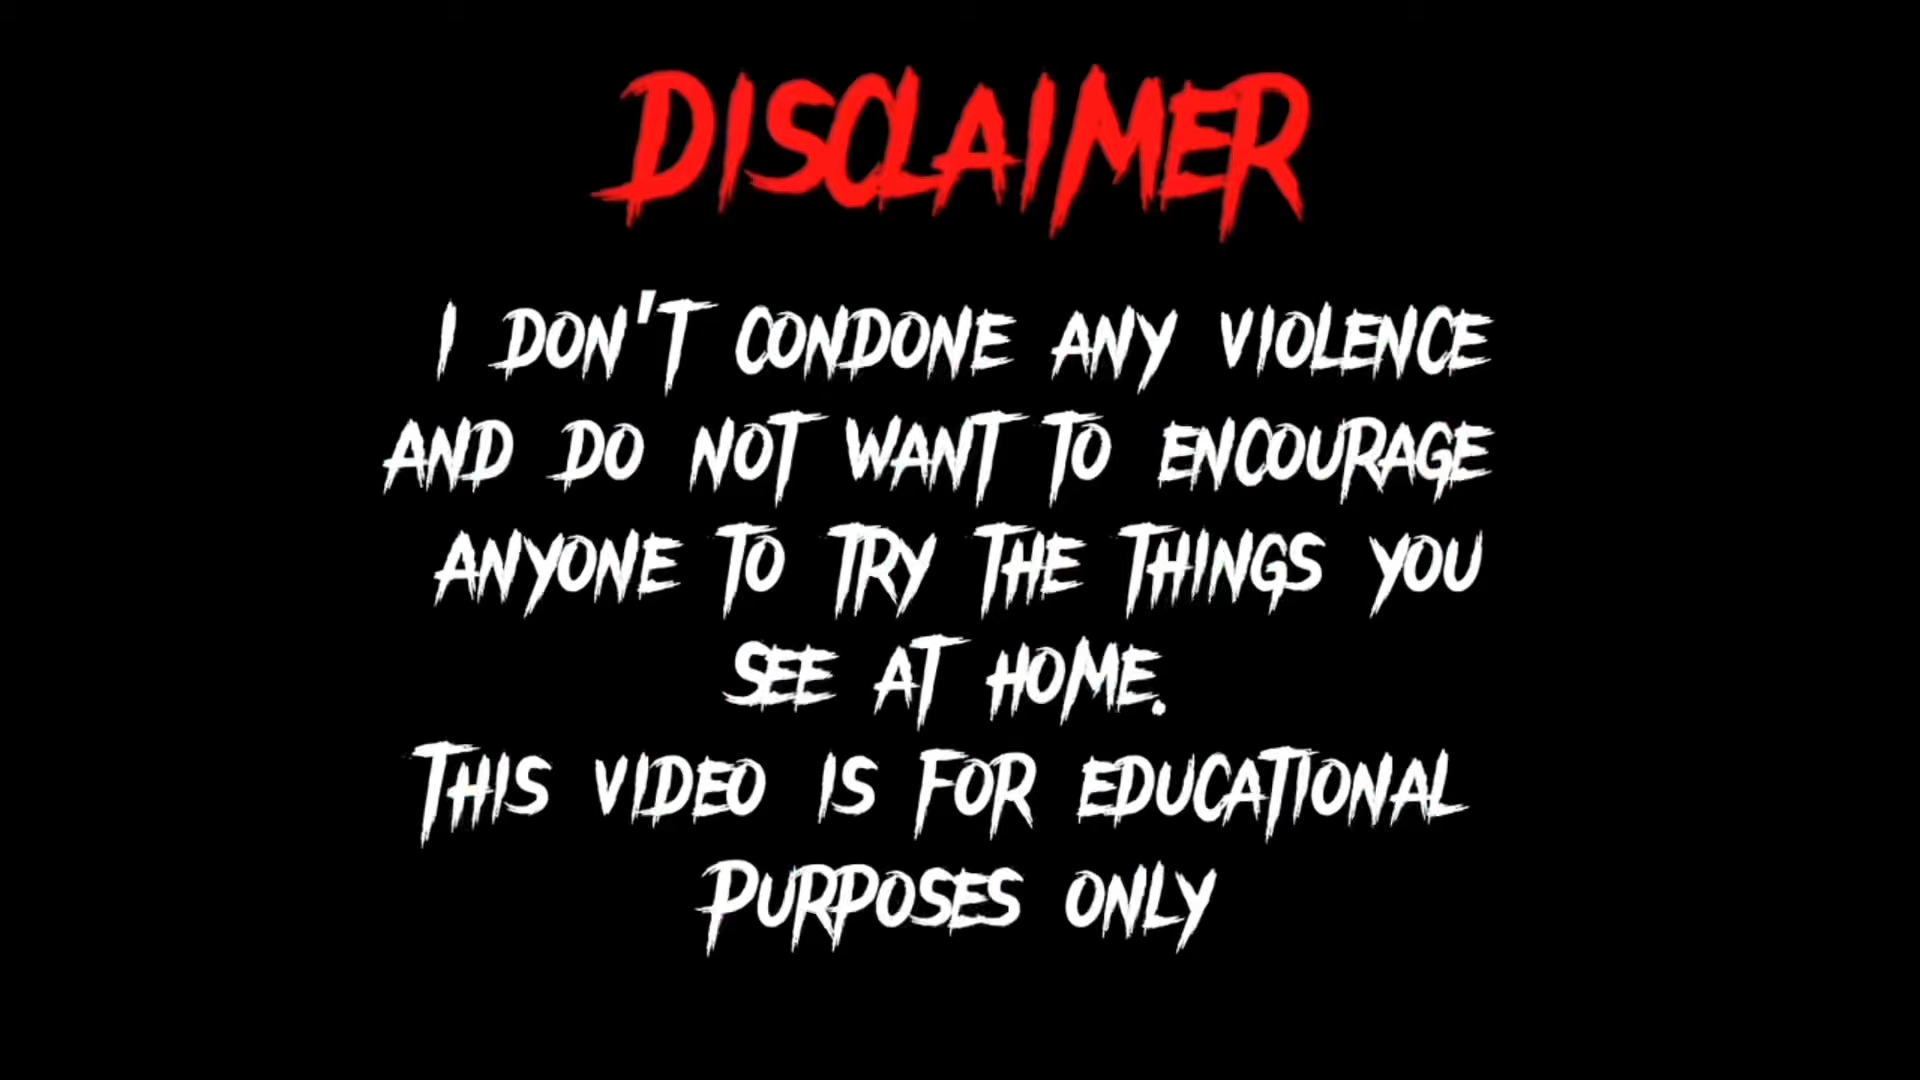 DISCLAIMER
I DON'T CONDONE ANY VIOLENCE
AND DO NOT WANT TO ENCOURAGE
ANYONE TO TRY THE THINGS YOU
SEE AT HOME.
THIS VIDEO IS FOR EDUCATIONAL
PURPOSES ONLY